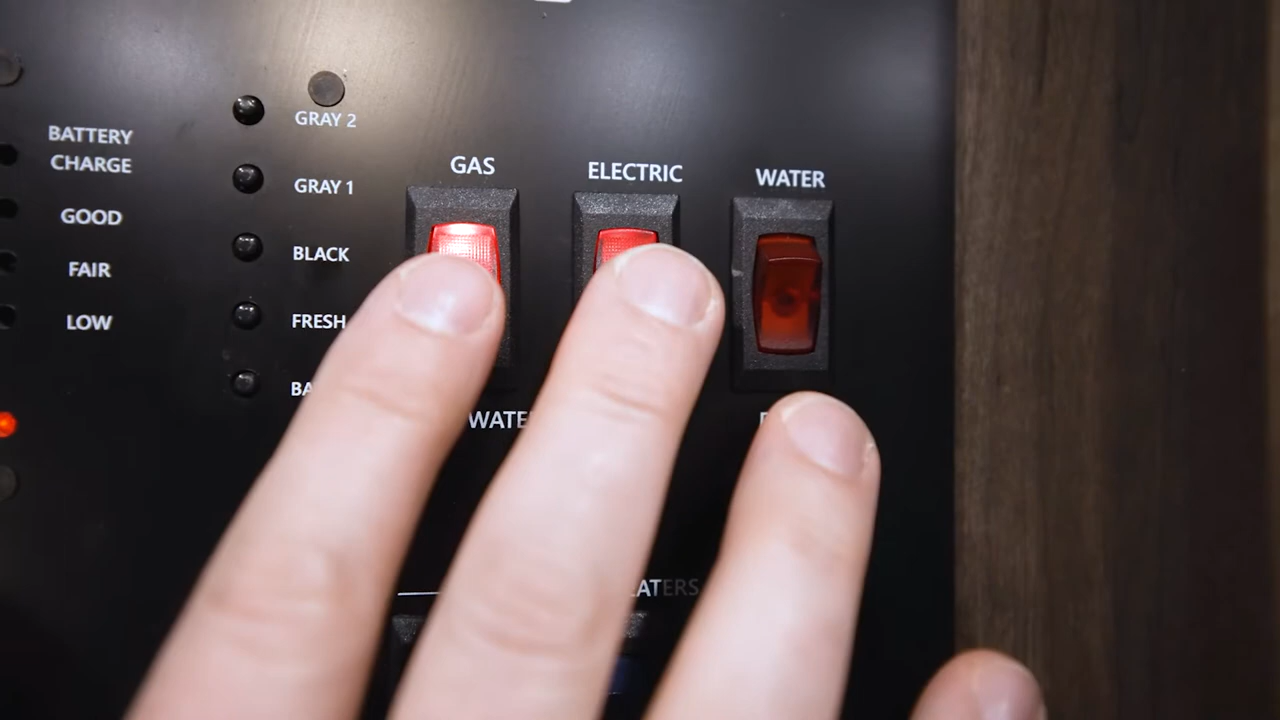 BATTERY
CHARGE
GOOD
FAIR
LOW
GRAY 2
GRAY 1
BLACK
FRESH
GAS
ELECTRIC
WATER